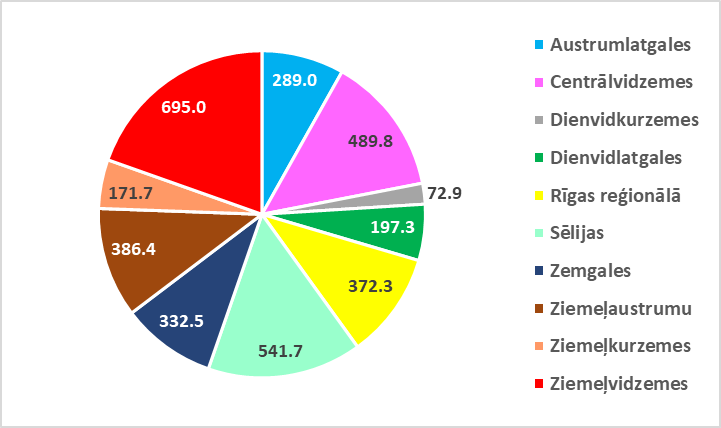 289.0
489.8
72.9
197.3
372.3
541.7
332.5
386.4
171.7
695.0
Austrumlatgales
Centrālvidzemes
Dienvidkurzemes
Dienvidlatgales
Rīgas reģionālā
Sēlijas
Zemgales
Ziemeļaustrumu
Ziemeļkurzemes
Ziemeļvidzemes